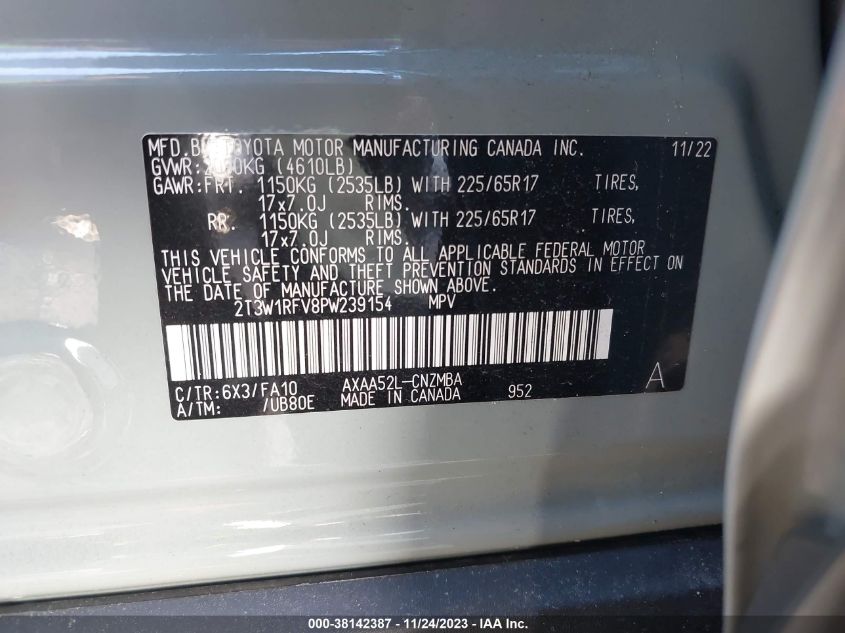 MFD. TOYOTA MOTOR MANUFACTURING CANADA INC. 11/22
GVWR: (4610LB)
GAWR:FRT. 1150KG (2535LB) WITH 225/65R17 TIRES,
17x7.0J RIMS.
RR. 1150KG (2535LB) WITH 225/65R17 TIRES,
17x7.0J RIMS.
THIS VEHICLE CONFORMS TO ALL APPLICABLE FEDERAL MOTOR
VEHICLE SAFETY AND THEFT PREVENTION STANDARDS IN EFFECT ON
THE DATE OF MANUFACTURE SHOWN ABOVE.
2T3W1RFV8PW239154 MPV
C/TR:6X3/FA10 AXAA52L-CNZMBA A
A/TM: /UB80E MADE IN CANADA 952
000-38142387 - 11/24/2023 - IAA Inc.